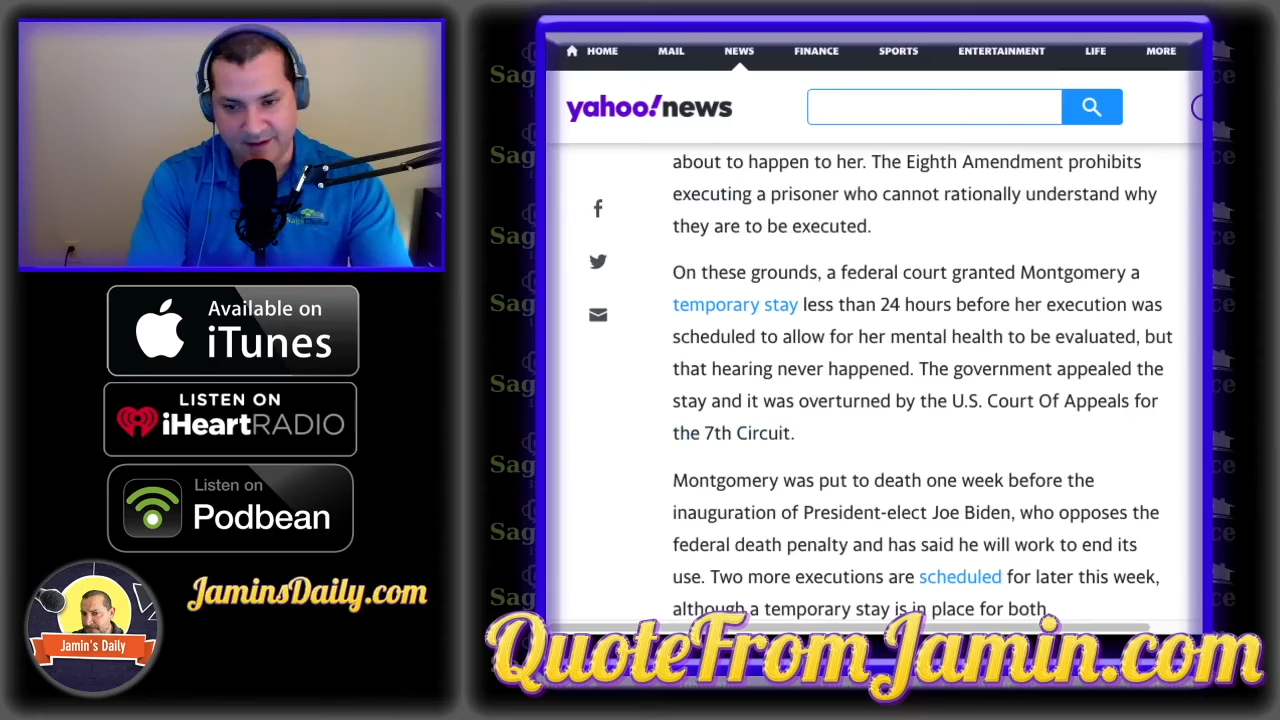 Available on
iTunes
LISTEN ON
iHeartRADIO
Listen on
Podbean
Jamin's Daily
JaminsDaily.com
HOME MAIL NEWS FINANCE SPORTS ENTERTAINMENT LIFE MORE
yahoo!news
about to happen to her. The Eighth Amendment prohibits
executing a prisoner who cannot rationally understand why
they are to be executed.
On these grounds, a federal court granted Montgomery a
temporary stay less than 24 hours before her execution was
scheduled to allow for her mental health to be evaluated, but
that hearing never happened. The government appealed the
stay and it was overturned by the U.S. Court Of Appeals for
the 7th Circuit.
Montgomery was put to death one week before the
inauguration of President-elect Joe Biden, who opposes the
federal death penalty and has said he will work to end its
use. Two more executions are scheduled for later this week,
although a temporary stay is in place for both.
QuoteFromJamin.com